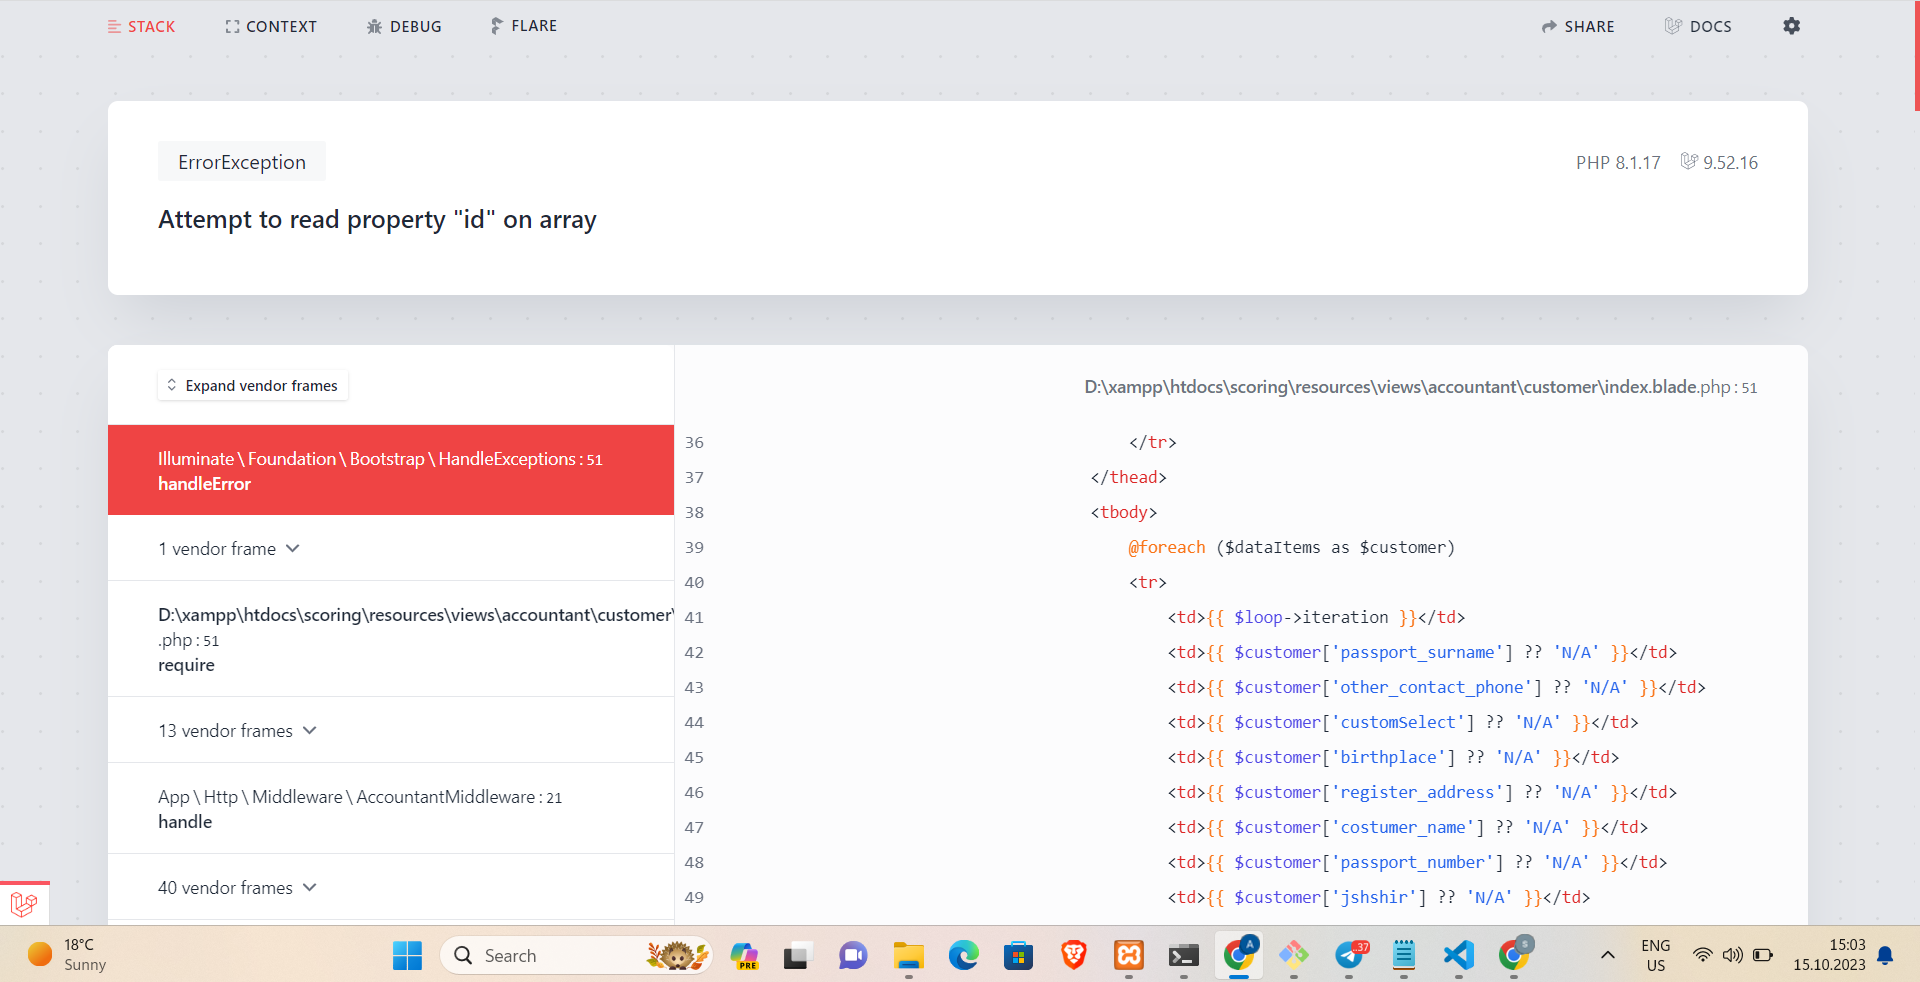 STACK
CONTEXT
DEBUG
FLARE
SHARE
DOCS
ErrorException
PHP 8.1.17
9.52.16
Attempt to read property "id" on array
Expand vendor frames
Illuminate\Foundation\Bootstrap\HandleExceptions:51
handleError
1 vendor frame
D:\xampp\htdocs\scoring\resources\views\accountant\customer\
.php:51
require
13 vendor frames
App\Http\Middleware\AccountantMiddleware:21
handle
40 vendor frames
D:\xampp\htdocs\scoring\resources\views\accountant\customer\index.blade.php:51
36 </tr>
37 </thead>
38 <tbody>
39 @foreach ($dataItems as $customer)
40 <tr>
41 <td>{{ $loop->iteration }}</td>
42 <td>{{ $customer['passport_surname'] ?? 'N/A' }}</td>
43 <td>{{ $customer['other_contact_phone'] ?? 'N/A' }}</td>
44 <td>{{ $customer['customSelect'] ?? 'N/A' }}</td>
45 <td>{{ $customer['birthplace'] ?? 'N/A' }}</td>
46 <td>{{ $customer['register_address'] ?? 'N/A' }}</td>
47 <td>{{ $customer['costumer_name'] ?? 'N/A' }}</td>
48 <td>{{ $customer['passport_number'] ?? 'N/A' }}</td>
49 <td>{{ $customer['jshshir'] ?? 'N/A' }}</td>
18°C
Sunny
Search
PRE
A
37
S
ENG
US
15:03
15.10.2023